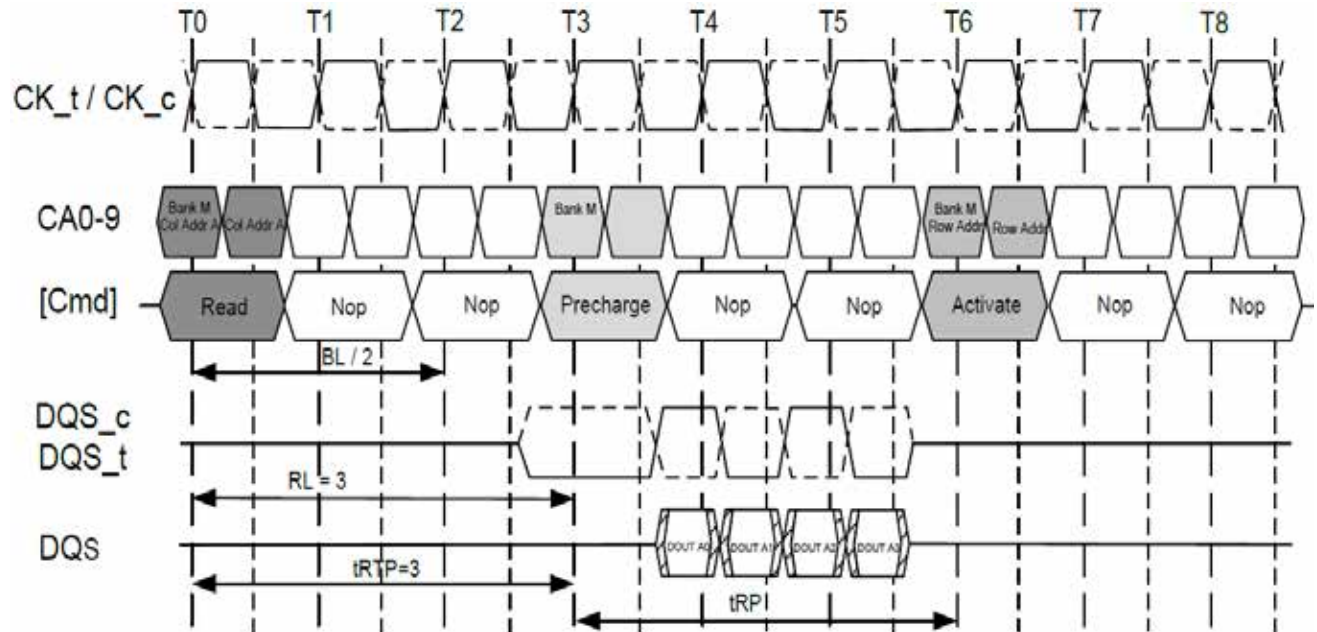 T0 T1 T2 T3 T4 T5 T6 T7 T8
CK_t / CK_c
CA0-9
Bank M
Col Addr A
Col Addr A
Bank M
Bank M
Row Addr
Row Addr
[Cmd]
Read Nop Nop Precharge Nop Nop Activate Nop Nop
BL / 2
DQS_c
DQS_t
RL = 3
DQS
DOUT A0 DOUT A1 DOUT A2 DOUT A3
tRTP=3
tRP